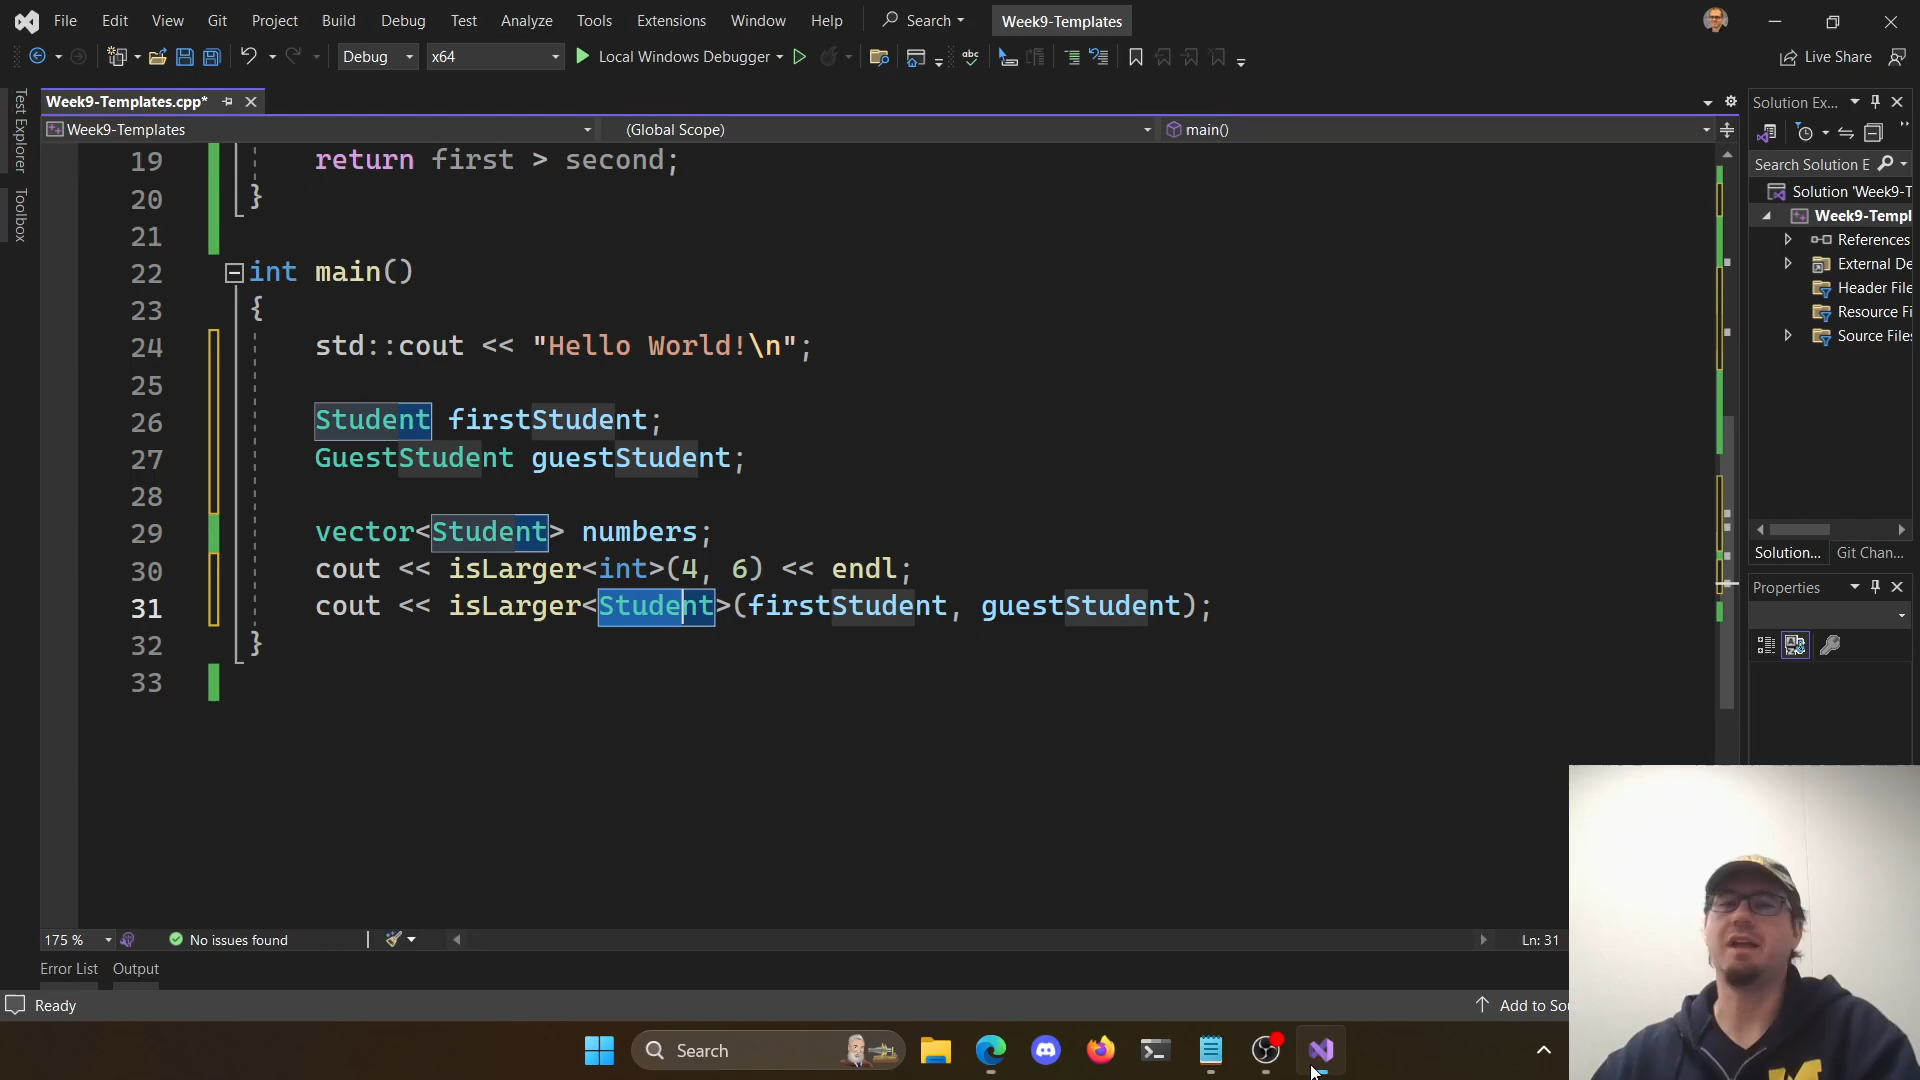 File Edit View Git Project Build Debug Test Analyze Tools Extensions Window Help Search Week9-Templates
Debug x64 Local Windows Debugger Live Share
Test Explorer
Toolbox
Week9-Templates.cpp*
Week9-Templates (Global Scope) main()
19 return first > second;
20 }
21
22 int main()
23 {
24 std::cout << "Hello World!\n";
25
26 Student firstStudent;
27 GuestStudent guestStudent;
28
29 vector<Student> numbers;
30 cout << isLarger<int>(4, 6) << endl;
31 cout << isLarger<Student>(firstStudent, guestStudent);
32 }
33
Solution Ex...
Search Solution E
Solution 'Week9-T
Week9-Templ
References
External De
Header File
Resource Fi
Source Files
Solution... Git Chan...
Properties
175 % No issues found Ln: 31
Error List Output
Ready Add to Sou
Search